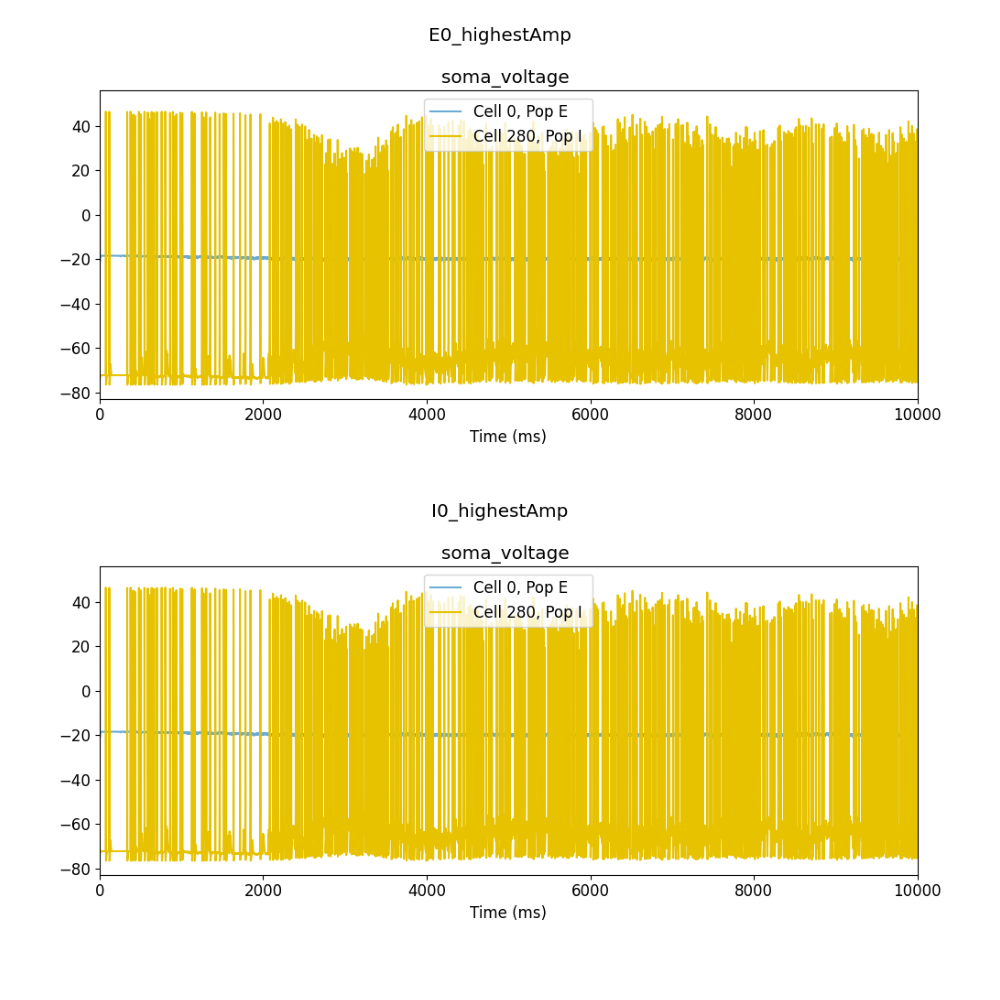 E0_highestAmp
soma_voltage
Cell 0, Pop E
Cell 280, Pop I
40
20
0
−20
−40
−60
−80
0 2000 4000 6000 8000 10000
Time (ms)
I0_highestAmp
soma_voltage
Cell 0, Pop E
Cell 280, Pop I
40
20
0
−20
−40
−60
−80
0 2000 4000 6000 8000 10000
Time (ms)